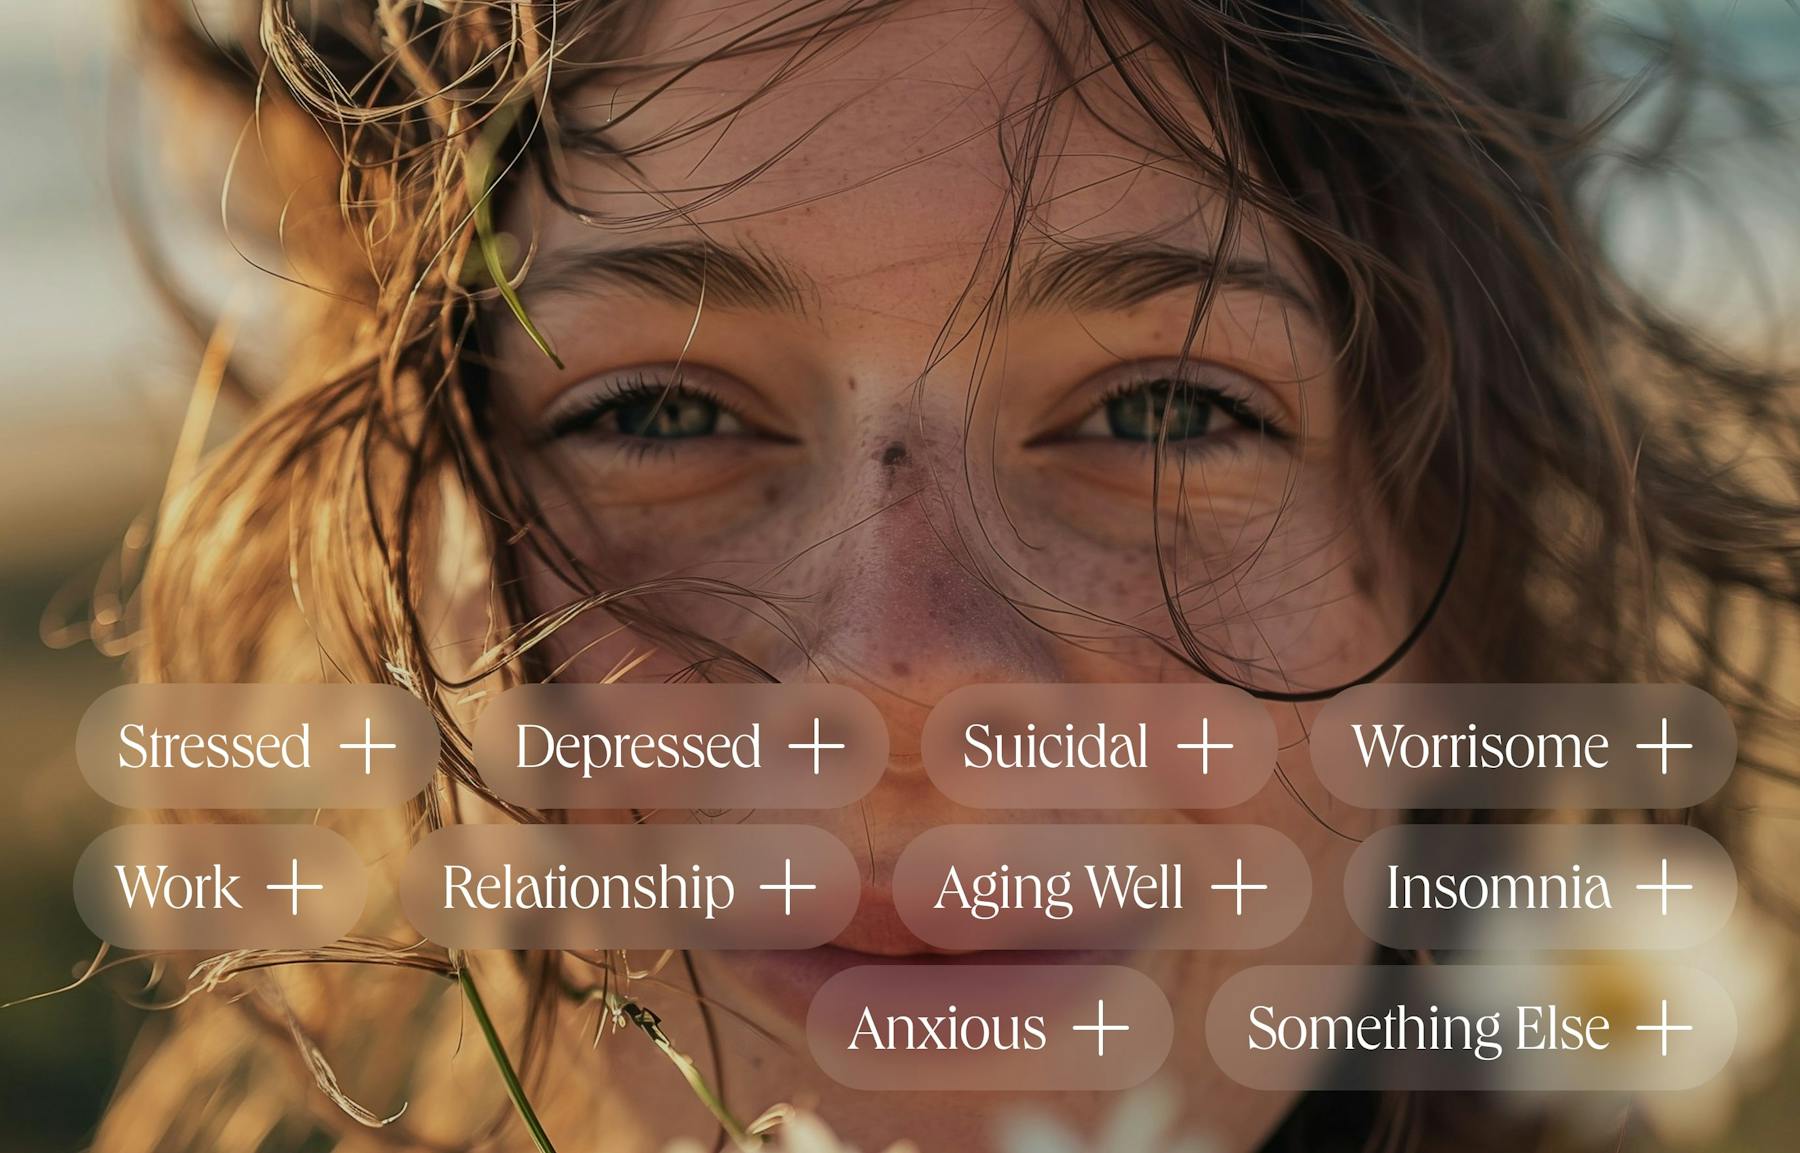 Stressed +
Depressed +
Suicidal +
Worrisome +
Work +
Relationship +
Aging Well +
Insomnia +
Anxious +
Something Else +